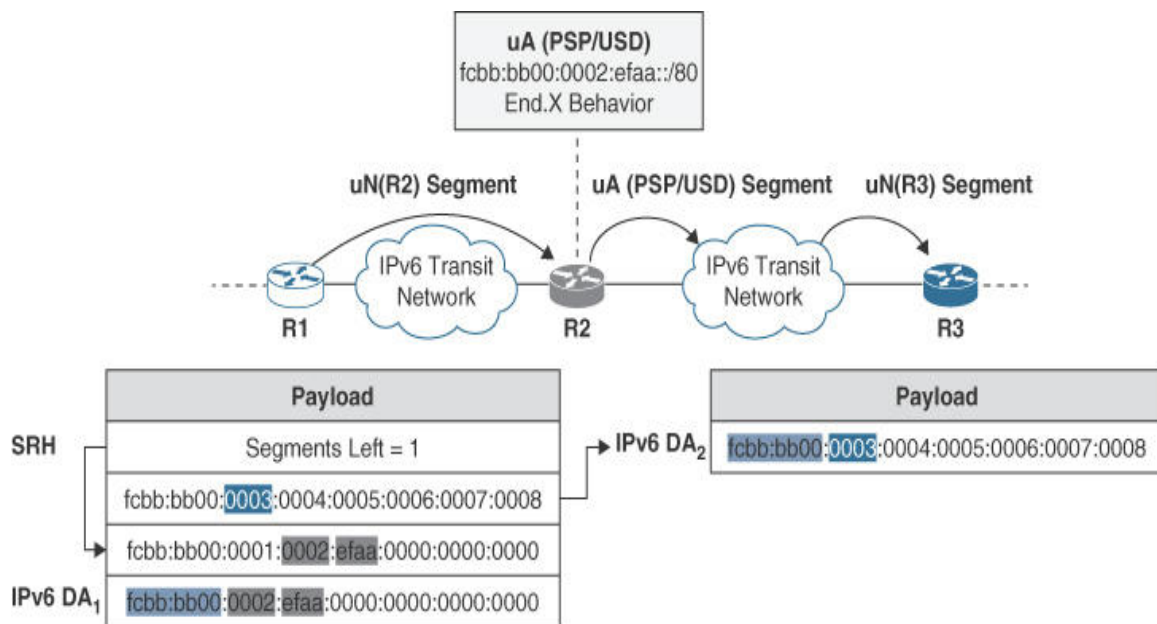 uA (PSP/USD)
fcbb:bb00:0002:efaa::/80
End.X Behavior
uN(R2) Segment
uA (PSP/USD) Segment
uN(R3) Segment
IPv6 Transit
Network
IPv6 Transit
Network
R1
R2
R3
Payload
SRH
Segments Left = 1
fcbb:bb00:0003:0004:0005:0006:0007:0008
fcbb:bb00:0001:0002:efaa:0000:0000:0000
IPv6 DA1
fcbb:bb00:0002:efaa:0000:0000:0000:0000
Payload
IPv6 DA2
fcbb:bb00:0003:0004:0005:0006:0007:0008